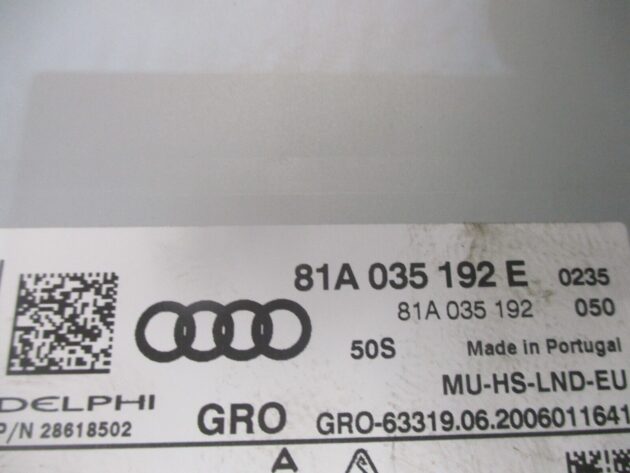 81A 035 192 E 0235
81A 035 192 050
50S Made in Portugal
MU-HS-LND-EU
DELPHI
P/N 28618502
GRO GRO-63319.06.2006011641
A